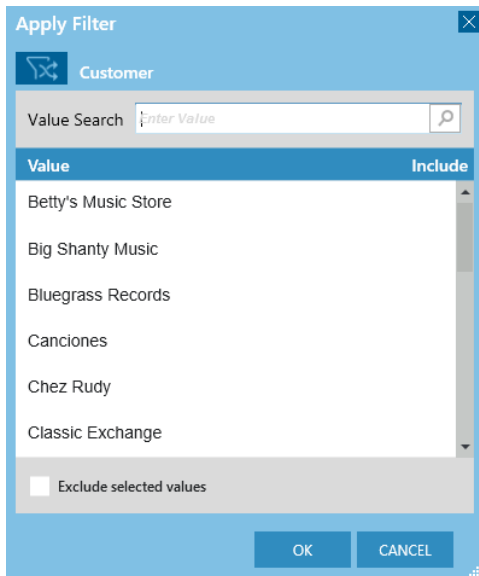 Apply Filter
Customer
Value Search Enter Value
Value Include
Betty's Music Store
Big Shanty Music
Bluegrass Records
Canciones
Chez Rudy
Classic Exchange
Exclude selected values
OK CANCEL